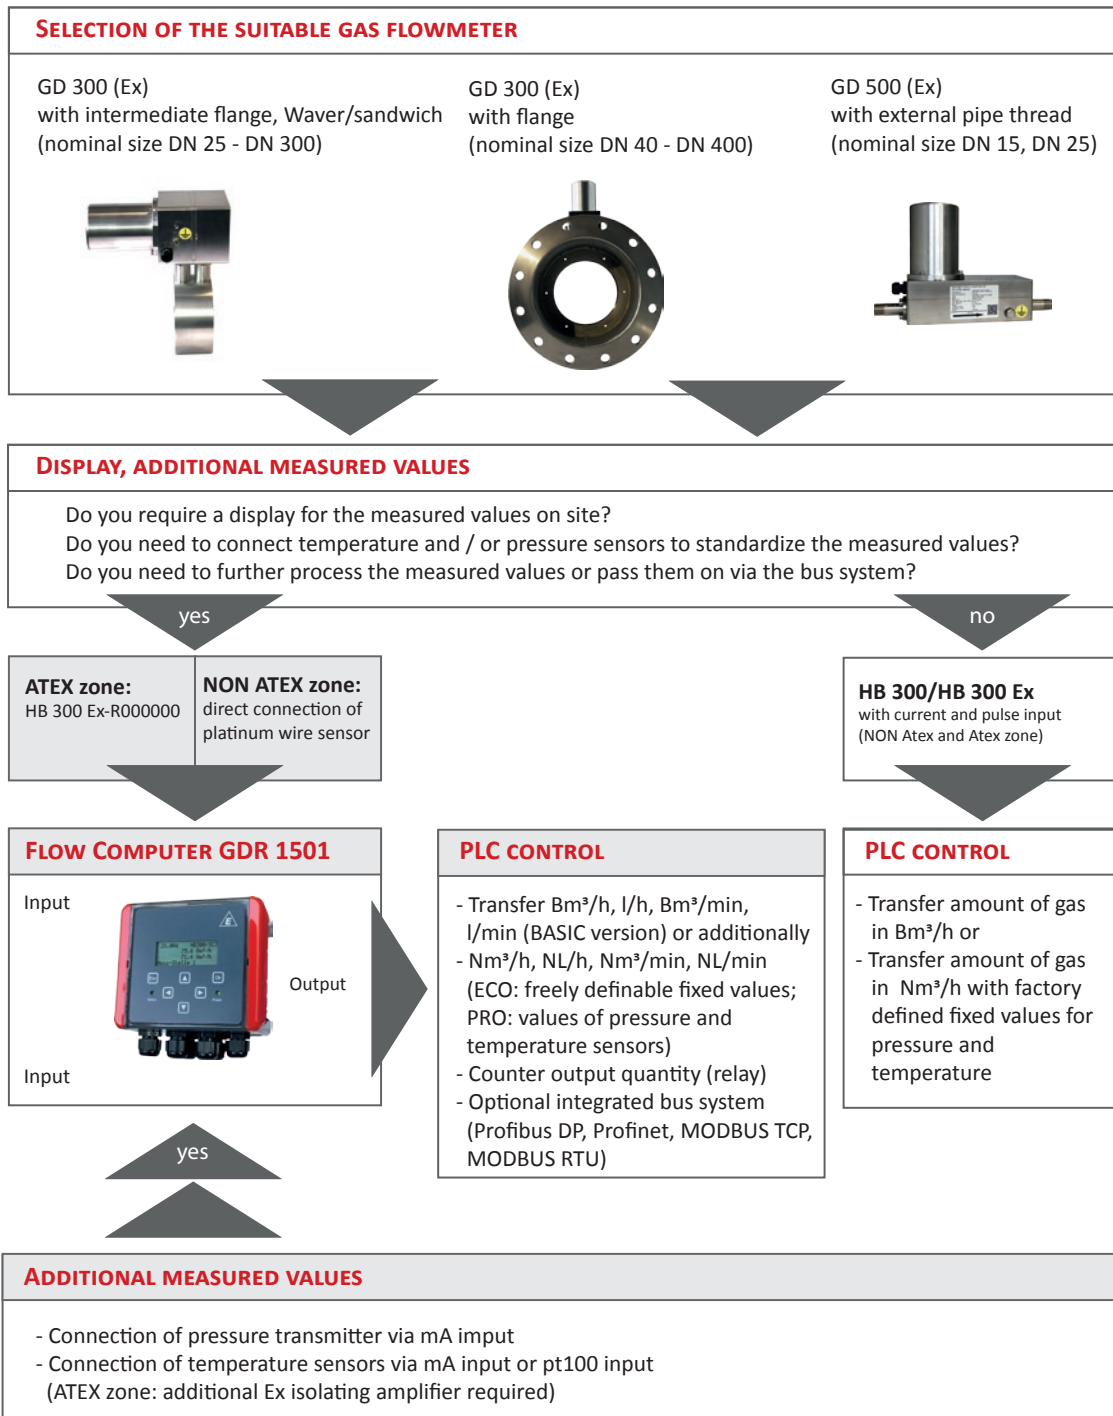 SELECTION OF THE SUITABLE GAS FLOWMETER
GD 300 (Ex)
with intermediate flange, Waver/sandwich
(nominal size DN 25 - DN 300)
GD 300 (Ex)
with flange
(nominal size DN 40 - DN 400)
GD 500 (Ex)
with external pipe thread
(nominal size DN 15, DN 25)
DISPLAY, ADDITIONAL MEASURED VALUES
Do you require a display for the measured values on site?
Do you need to connect temperature and / or pressure sensors to standardize the measured values?
Do you need to further process the measured values or pass them on via the bus system?
yes
no
ATEX zone:
HB 300 Ex-R000000
NON ATEX zone:
direct connection of
platinum wire sensor
HB 300/HB 300 Ex
with current and pulse input
(NON Atex and Atex zone)
FLOW COMPUTER GDR 1501
Input
Output
Input
PLC CONTROL
- Transfer Bm³/h, l/h, Bm³/min,
l/min (BASIC version) or additionally
- Nm³/h, NL/h, Nm³/min, NL/min
(ECO: freely definable fixed values;
PRO: values of pressure and
temperature sensors)
- Counter output quantity (relay)
- Optional integrated bus system
(Profibus DP, Profinet, MODBUS TCP,
MODBUS RTU)
PLC CONTROL
- Transfer amount of gas
in Bm³/h or
- Transfer amount of gas
in Nm³/h with factory
defined fixed values for
pressure and
temperature
yes
ADDITIONAL MEASURED VALUES
- Connection of pressure transmitter via mA imput
- Connection of temperature sensors via mA input or pt100 input
(ATEX zone: additional Ex isolating amplifier required)